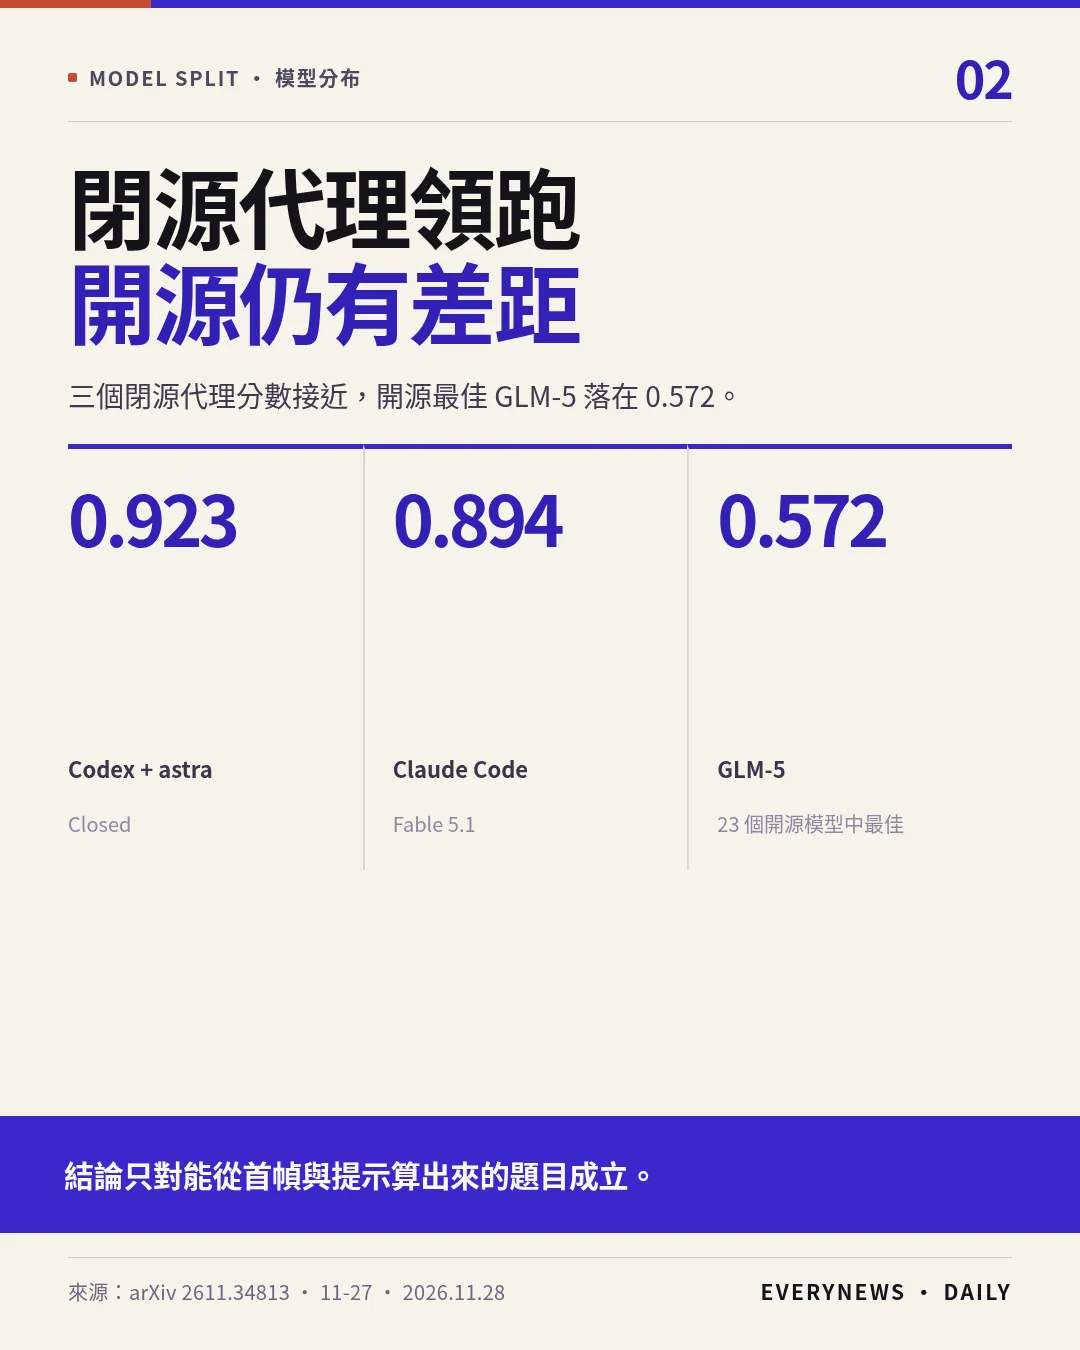 MODEL SPLIT • 模型分布
02
閉源代理領跑
開源仍有差距
三個閉源代理分數接近，開源最佳 GLM-5 落在 0.572。
0.923
0.894
0.572
Codex + astra
Claude Code
GLM-5
Closed
Fable 5.1
23 個開源模型中最佳
結論只對能從首幀與提示算出來的題目成立。
來源：arXiv 2611.34813 • 11-27 • 2026.11.28
EVERYNEWS • DAILY